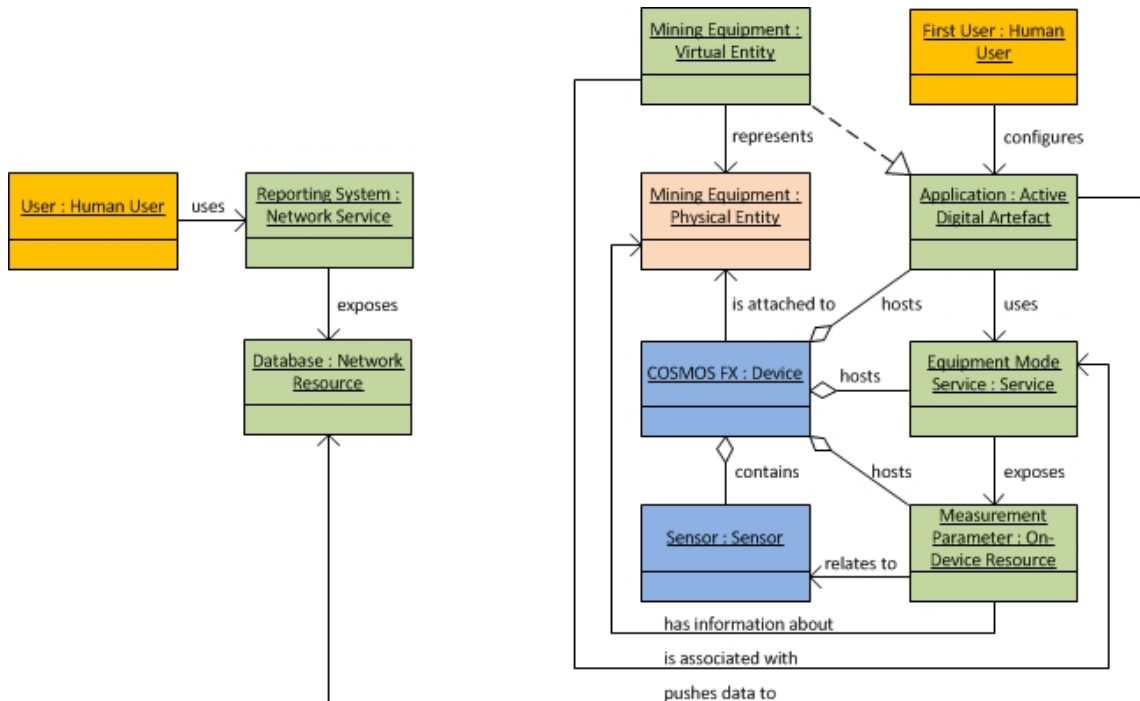 Mining Equipment :
Virtual Entity
First User : Human
User
represents
configures
User : Human User
uses
Reporting System :
Network Service
Mining Equipment :
Physical Entity
Application : Active
Digital Artefact
exposes
is attached to
hosts
uses
Database : Network
Resource
COSMOS FX : Device
hosts
Equipment Mode
Service : Service
contains
hosts
exposes
Sensor : Sensor
Measurement
Parameter : On-
Device Resource
relates to
has information about
is associated with
pushes data to